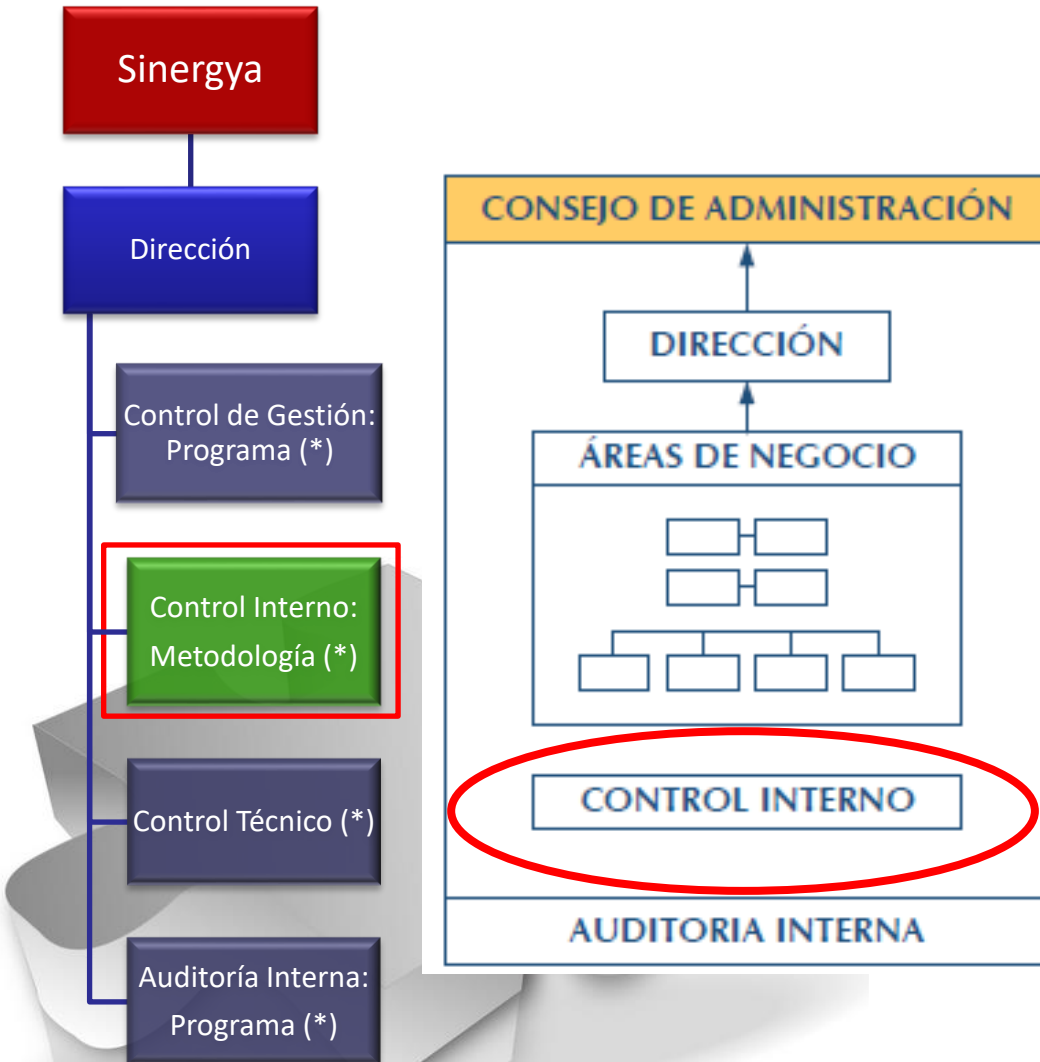 Sinergya
Dirección
Control de Gestión:
Programa (*)
Control Interno:
Metodología (*)
Control Técnico (*)
Auditoría Interna:
Programa (*)
CONSEJO DE ADMINISTRACIÓN
DIRECCIÓN
ÁREAS DE NEGOCIO
CONTROL INTERNO
AUDITORIA INTERNA